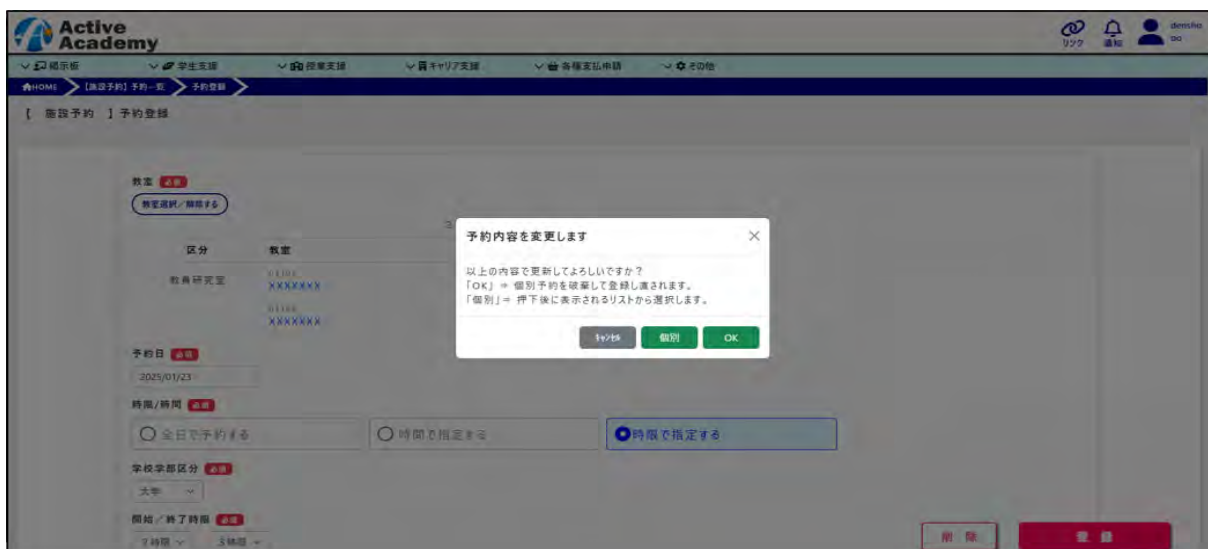 Active
Academy
リンク
通知
掲示板
学生支援
授業支援
キャリア支援
各種支払申請
その他
HOME
【施設予約】予約一覧
予約登録
【 施設予約 】予約登録
教室 必須
教室選択/解除する
区分 教室
教員研究室
XXXXXXX
XXXXXXX
予約内容を変更します
以上の内容で更新してよろしいですか？
「OK」⇒ 個別予約を破棄して登録し直されます。
「個別」⇒ 押下後に表示されるリストから選択します。
ｷｬﾝｾﾙ 個別 OK
予約日 必須
2025/01/23
時限/時間 必須
全日で予約する 時間で指定する 時限で指定する
学校学部区分 必須
大学
開始／終了時限 必須
削 除 登 録